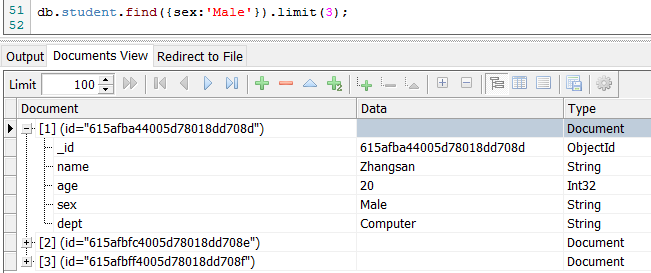 51 db.student.find({sex:'Male'}).limit(3);
52
Output Documents View Redirect to File
Limit 100
Document Data Type
[1] (id="615afba44005d78018dd708d") Document
_id 615afba44005d78018dd708d ObjectId
name Zhangsan String
age 20 Int32
sex Male String
dept Computer String
[2] (id="615afbfc4005d78018dd708e") Document
[3] (id="615afbff4005d78018dd708f") Document